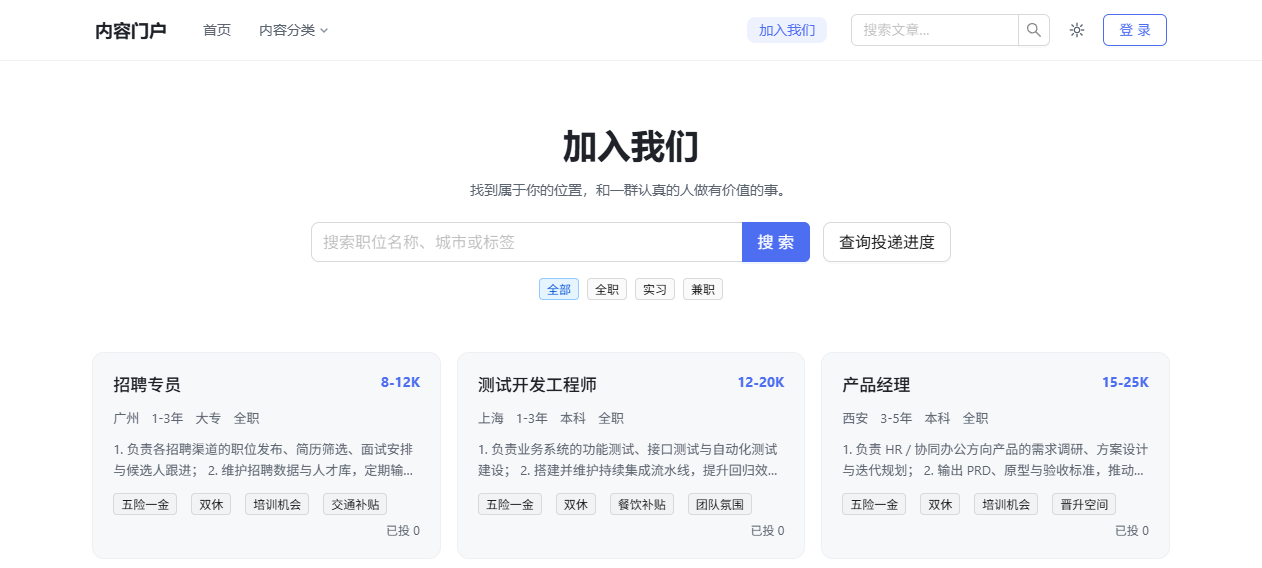 内容门户 首页 内容分类 加入我们 搜索文章... 登 录
加入我们
找到属于你的位置，和一群认真的人做有价值的事。
搜索职位名称、城市或标签 搜 索 查询投递进度
全部 全职 实习 兼职
招聘专员 8-12K
广州 1-3年 大专 全职
1. 负责各招聘渠道的职位发布、简历筛选、面试安排
与候选人跟进； 2. 维护招聘数据与人才库，定期输...
五险一金 双休 培训机会 交通补贴
已投 0
测试开发工程师 12-20K
上海 1-3年 本科 全职
1. 负责业务系统的功能测试、接口测试与自动化测试
建设； 2. 搭建并维护持续集成流水线，提升回归效...
五险一金 双休 餐饮补贴 团队氛围
已投 0
产品经理 15-25K
西安 3-5年 本科 全职
1. 负责 HR / 协同办公方向产品的需求调研、方案设计
与迭代规划； 2. 输出 PRD、原型与验收标准，推动...
五险一金 双休 培训机会 晋升空间
已投 0